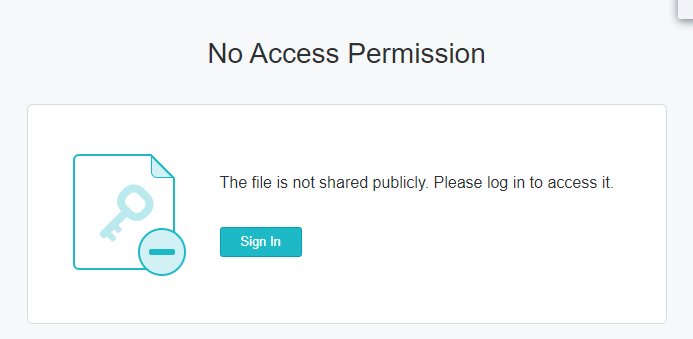 No Access Permission
The file is not shared publicly. Please log in to access it.
Sign In